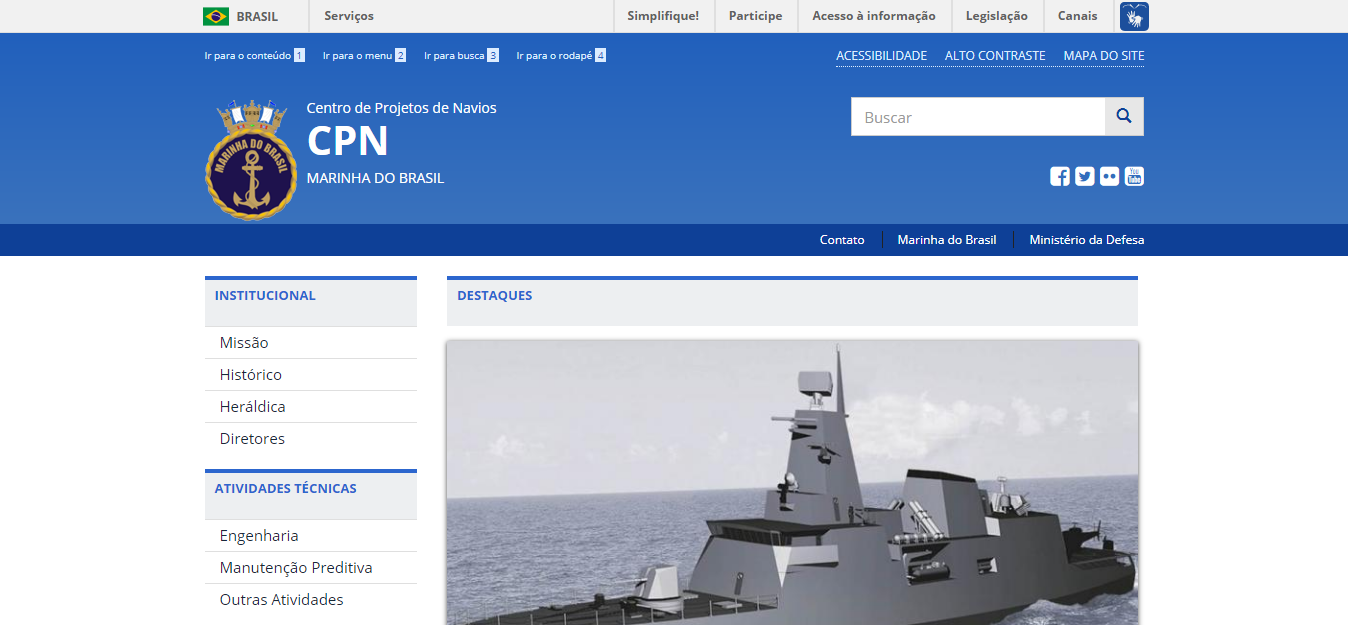 BRASIL Serviços Simplifique! Participe Acesso à informação Legislação Canais
Ir para o conteúdo 1 Ir para o menu 2 Ir para busca 3 Ir para o rodapé 4 ACESSIBILIDADE ALTO CONTRASTE MAPA DO SITE
MARINHA DO BRASIL
Centro de Projetos de Navios
CPN
MARINHA DO BRASIL
Buscar
You
Tube
Contato Marinha do Brasil Ministério da Defesa
INSTITUCIONAL
Missão
Histórico
Heráldica
Diretores
ATIVIDADES TÉCNICAS
Engenharia
Manutenção Preditiva
Outras Atividades
DESTAQUES